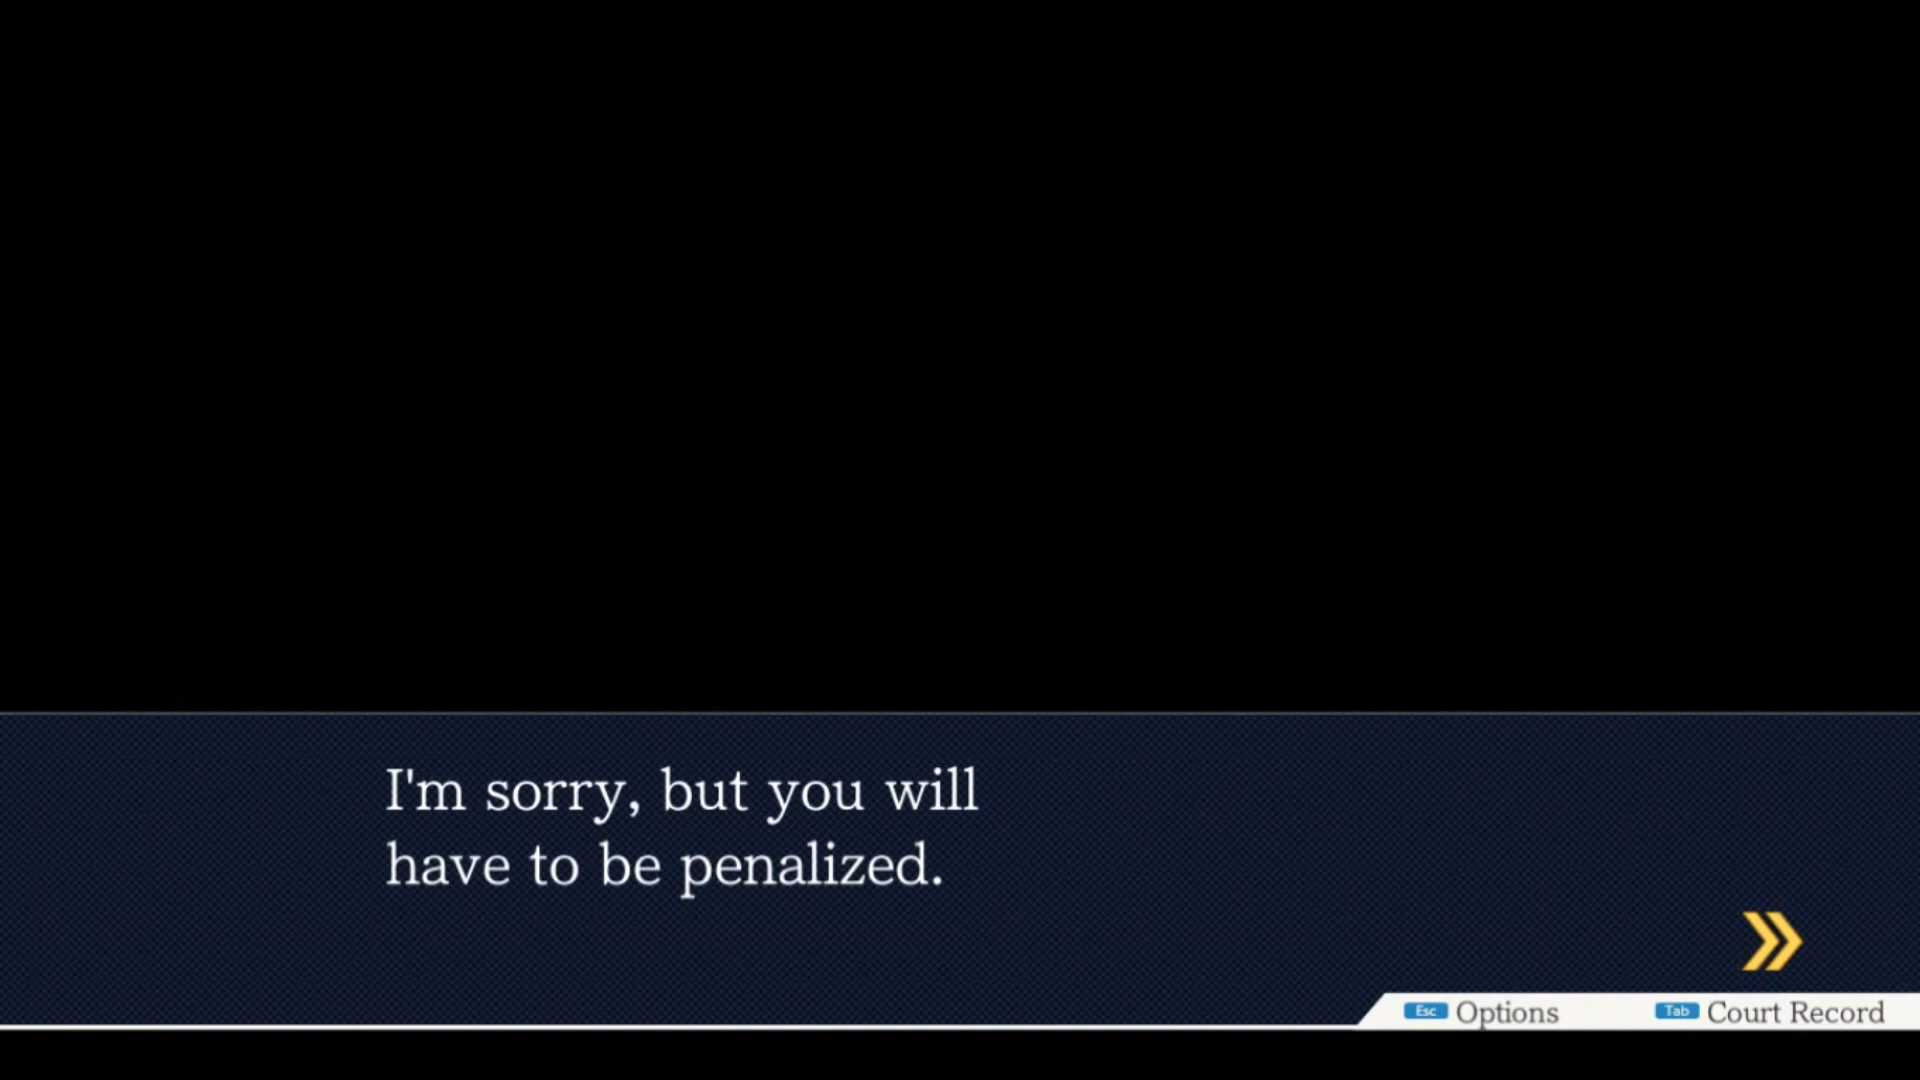 I'm sorry, but you will
have to be penalized.
Esc Options Tab Court Record